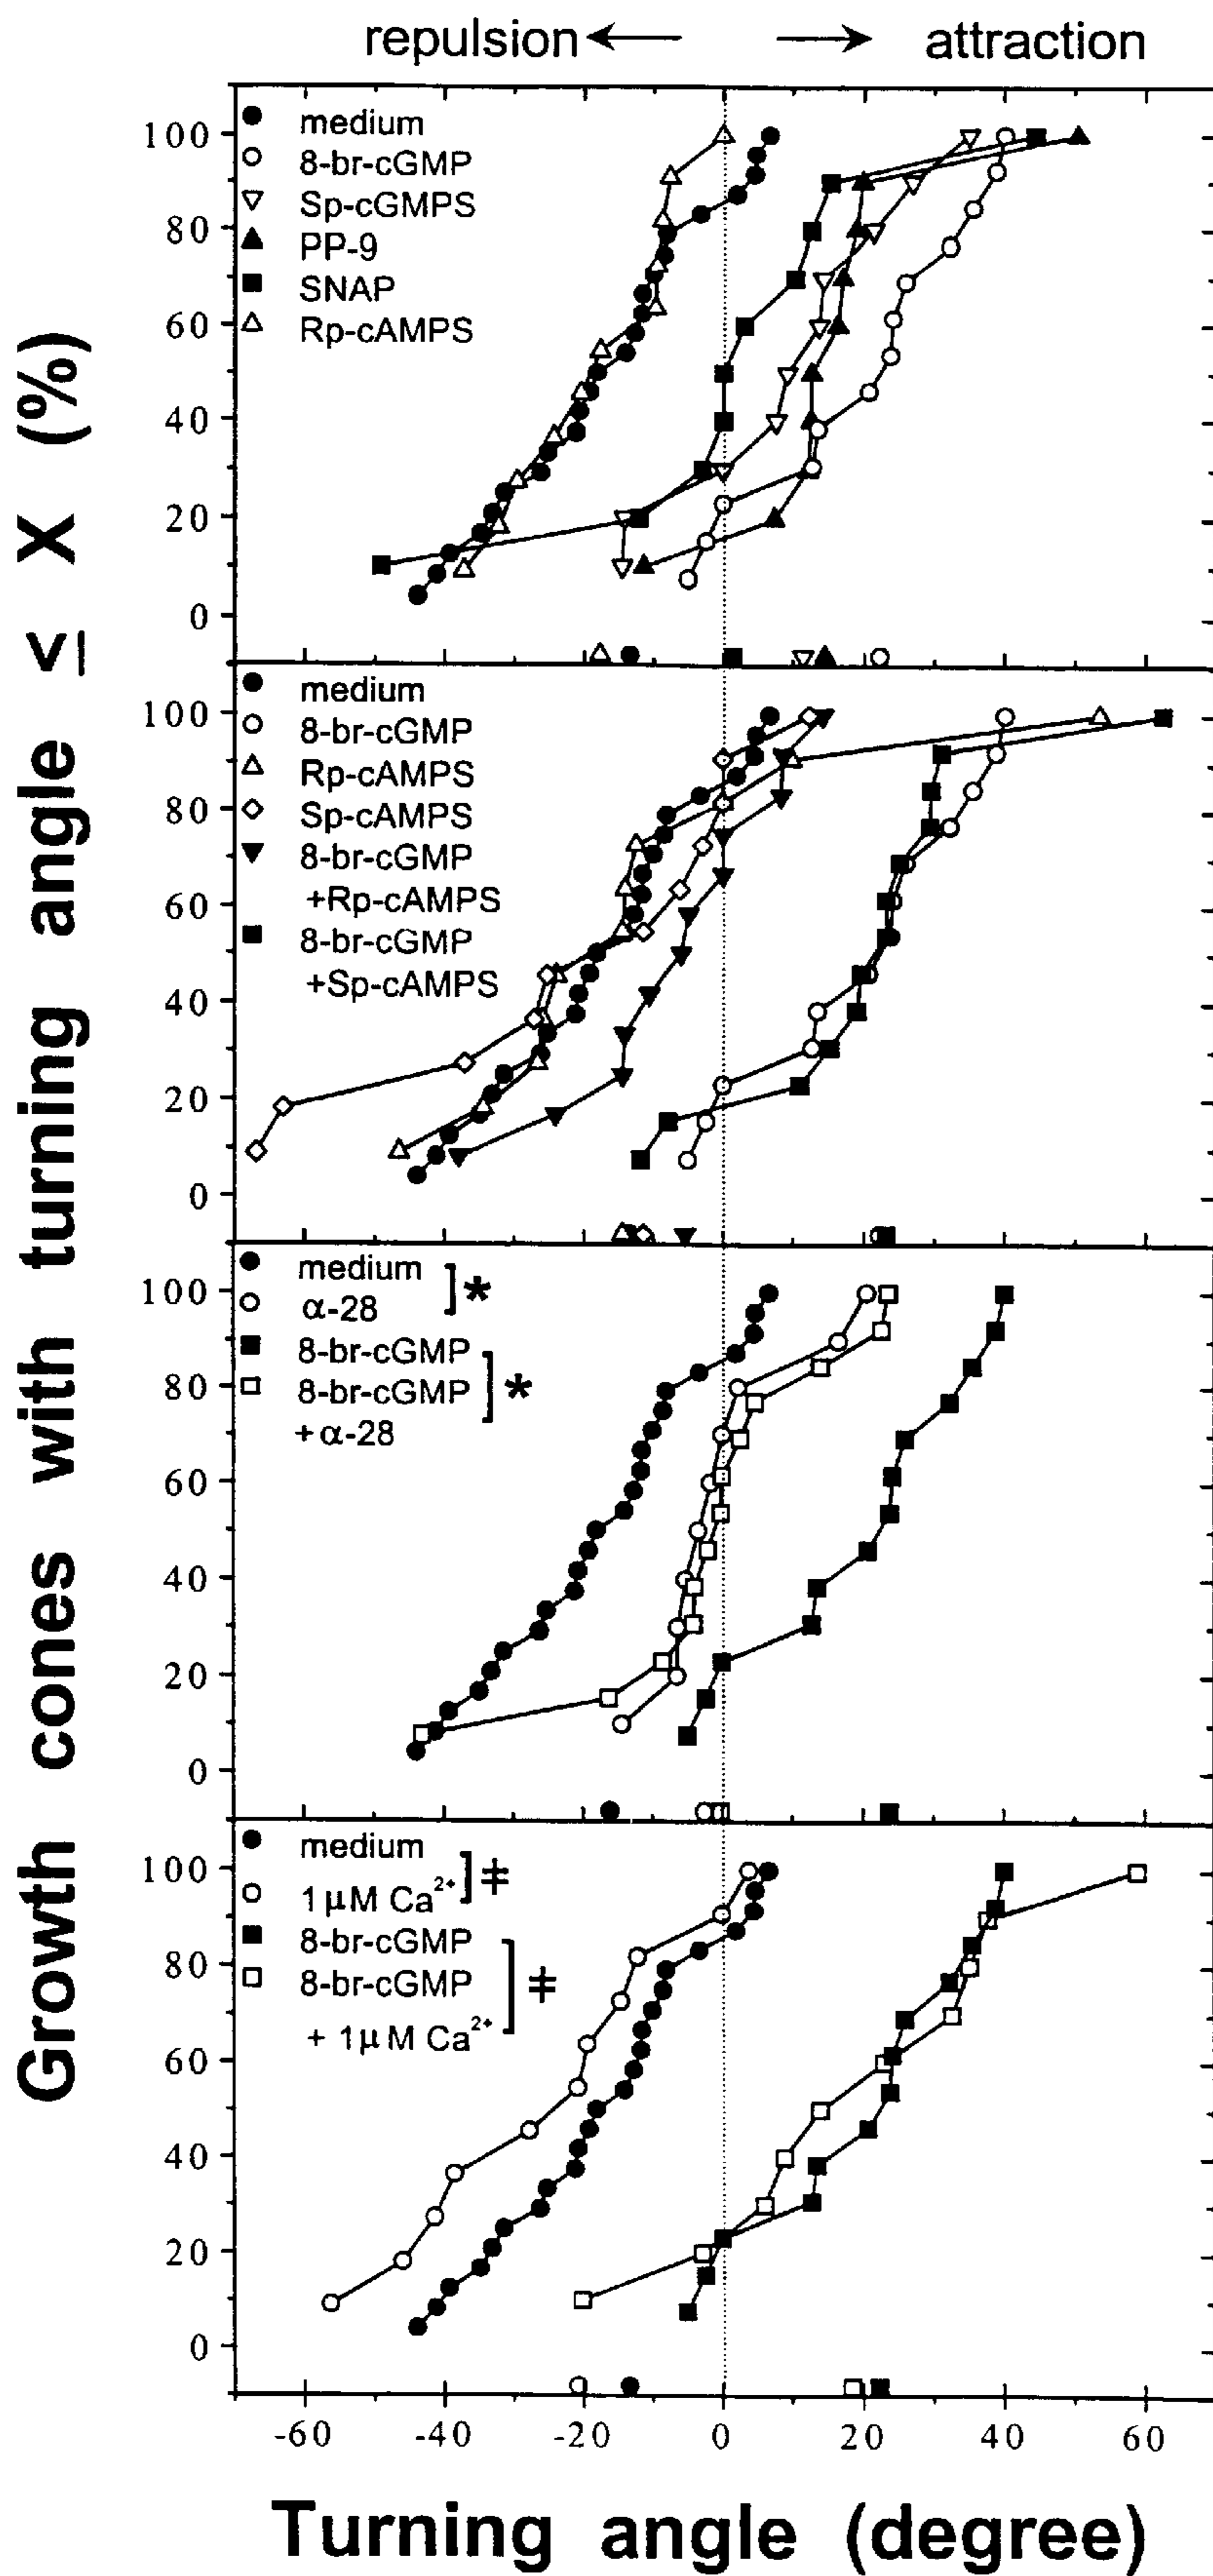 repulsion ← → attraction
Growth cones with turning angle ≤ X (%)
medium
8-br-cGMP
Sp-cGMPS
PP-9
SNAP
Rp-cAMPS
100
80
60
40
20
0
medium
8-br-cGMP
Rp-cAMPS
Sp-cAMPS
8-br-cGMP
+Rp-cAMPS
8-br-cGMP
+Sp-cAMPS
100
80
60
40
20
0
medium ] *
α-28
8-br-cGMP
8-br-cGMP ] *
+α-28
100
80
60
40
20
0
medium
1µM Ca²⁺ ] ‡
8-br-cGMP
8-br-cGMP ] ‡
+ 1µM Ca²⁺
100
80
60
40
20
0
-60 -40 -20 0 20 40 60
Turning angle (degree)